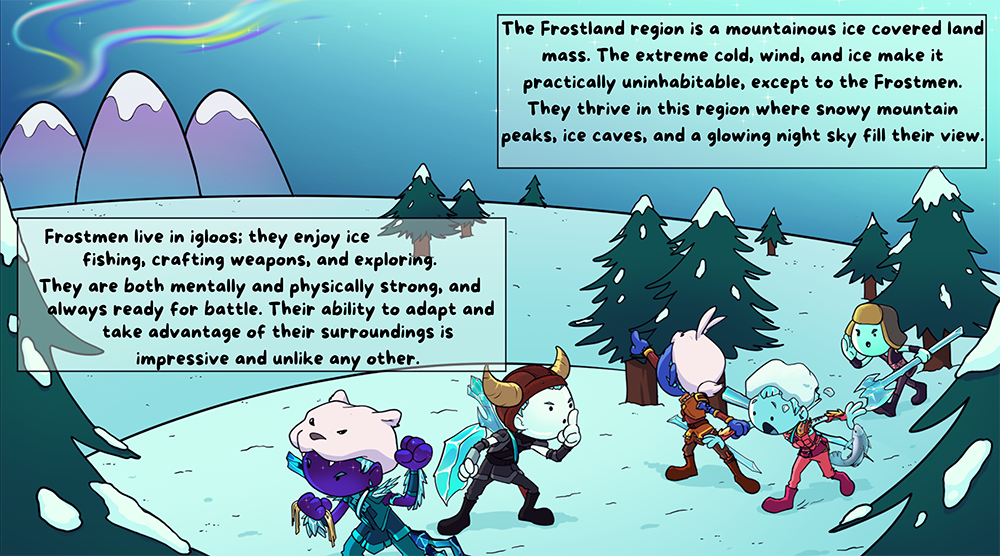 The Frostland region is a mountainous ice covered land
mass. The extreme cold, wind, and ice make it
practically uninhabitable, except to the Frostmen.
They thrive in this region where snowy mountain
peaks, ice caves, and a glowing night sky fill their view.
Frostmen live in igloos; they enjoy ice
fishing, crafting weapons, and exploring.
They are both mentally and physically strong, and
always ready for battle. Their ability to adapt and
take advantage of their surroundings is
impressive and unlike any other.